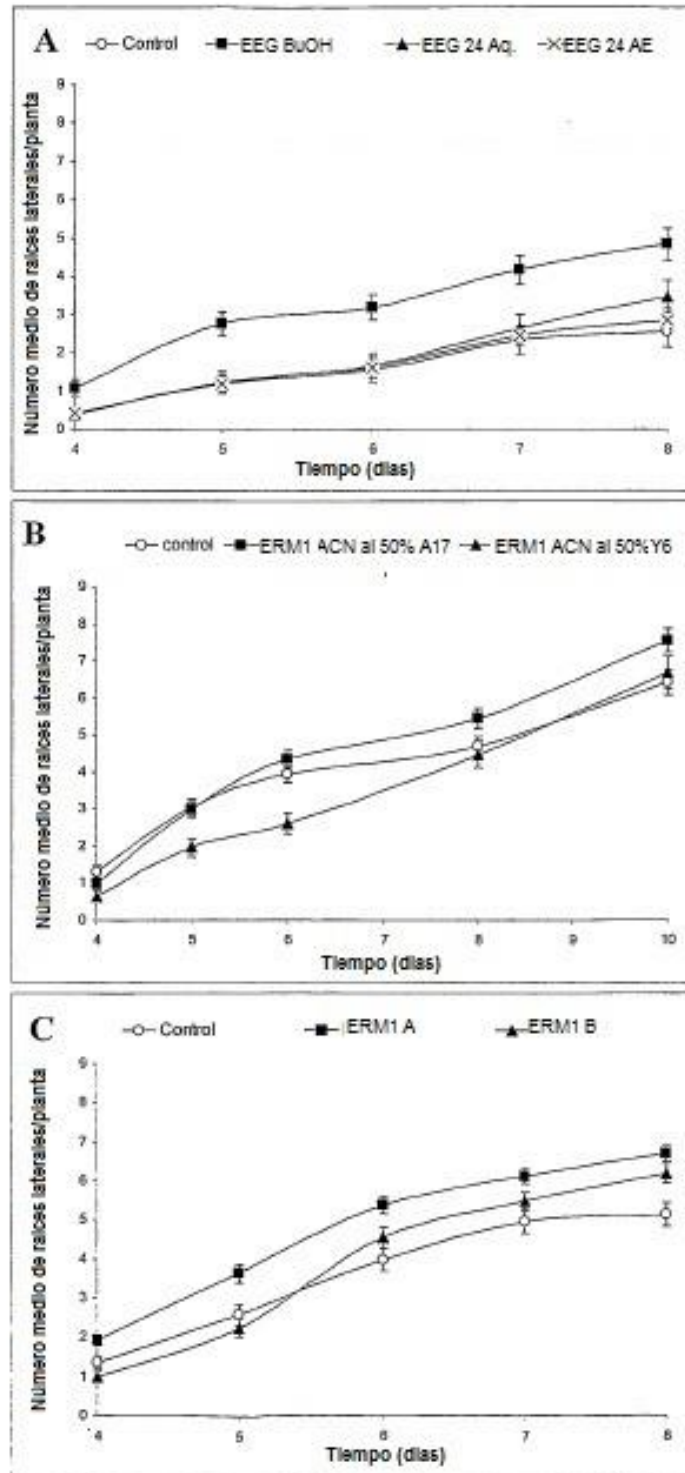 A
Control EEG BuOH EEG 24 Aq. EEG 24 AE
Número medio de raíces laterales/planta
9
8
7
6
5
4
3
2
1
0
4 5 6 7 8
Tiempo (días)
B
control ERM1 ACN al 50% A17 ERM1 ACN al 50%Y6
Número medio de raíces laterales/planta
9
8
7
6
5
4
3
2
1
0
4 5 6 7 8 9 10
Tiempo (días)
C
Control ERM1 A ERM1 B
Número medio de raíces laterales/planta
9
8
7
6
5
4
3
2
1
0
4 5 6 7 8
Tiempo (días)